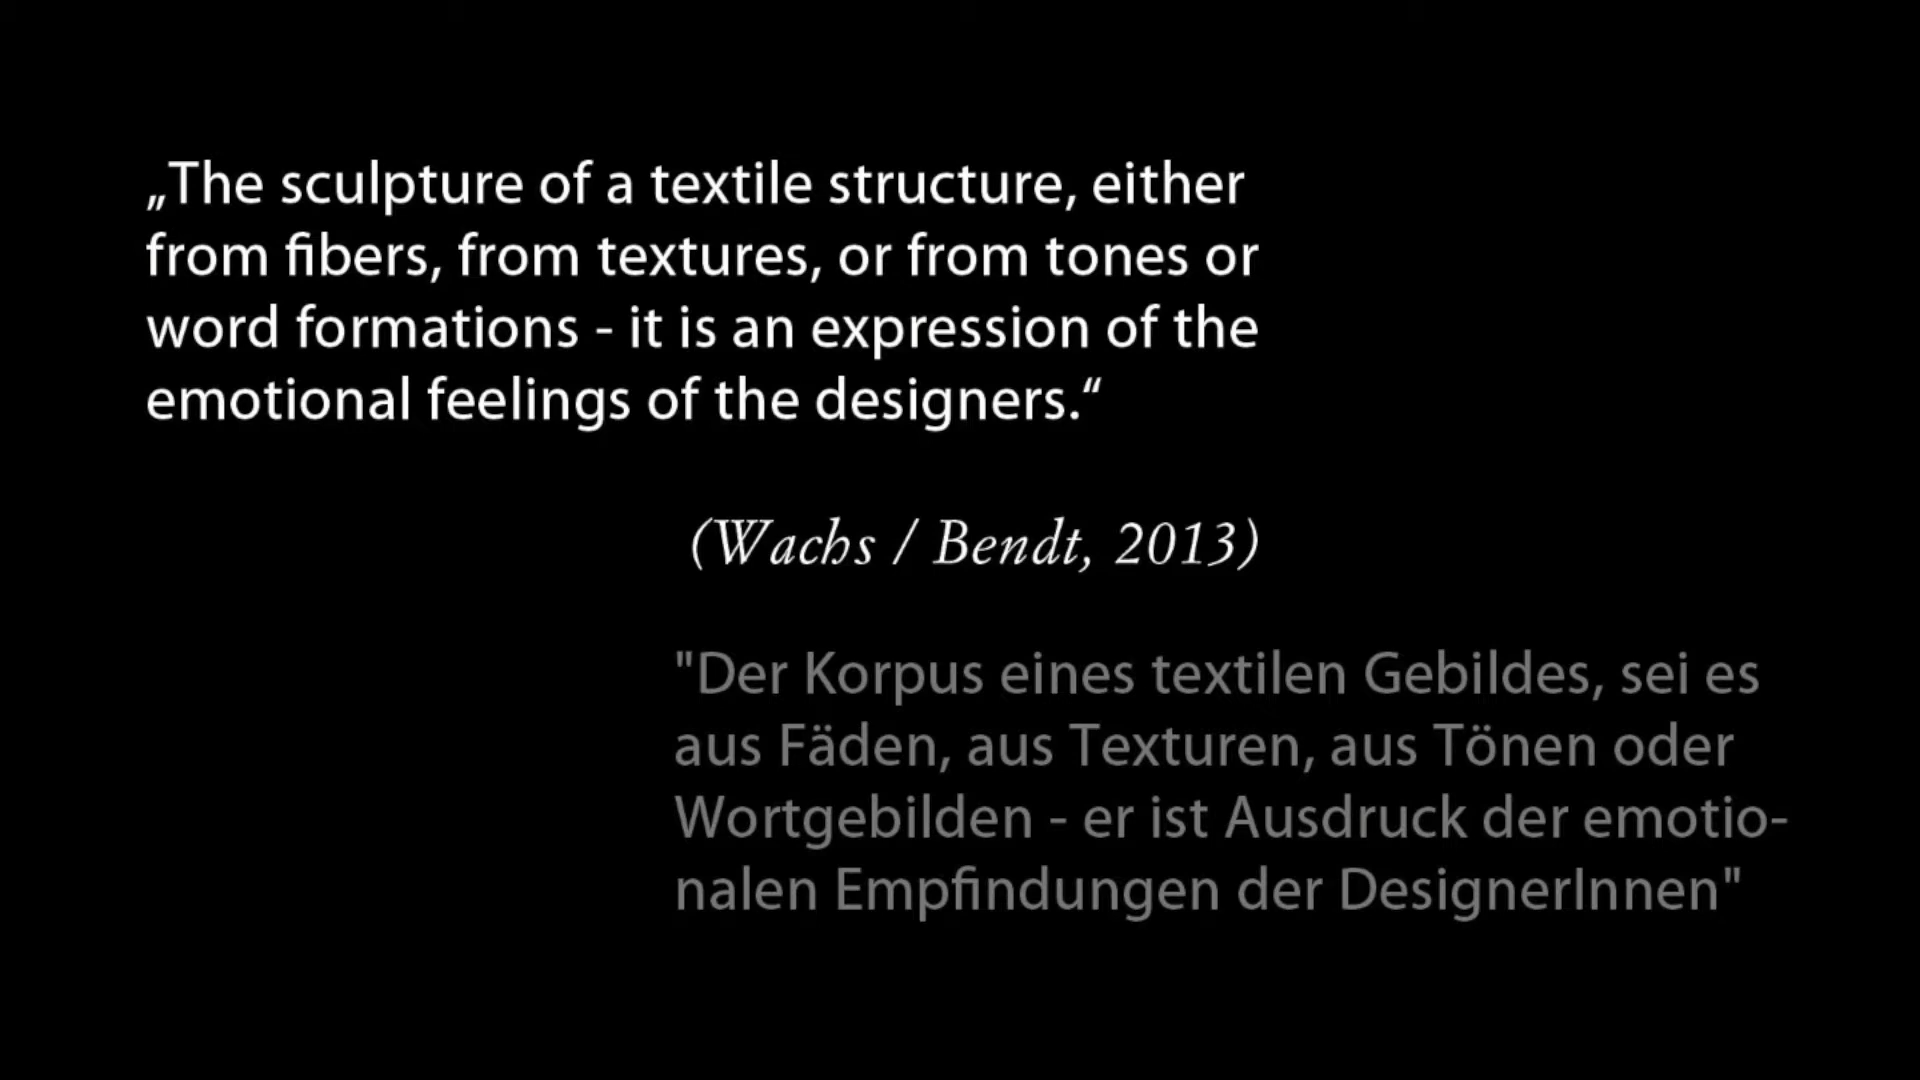 „The sculpture of a textile structure, either
from fibers, from textures, or from tones or
word formations - it is an expression of the
emotional feelings of the designers.“
(Wachs / Bendt, 2013)
"Der Korpus eines textilen Gebildes, sei es
aus Fäden, aus Texturen, aus Tönen oder
Wortgebilden - er ist Ausdruck der emotio-
nalen Empfindungen der DesignerInnen"